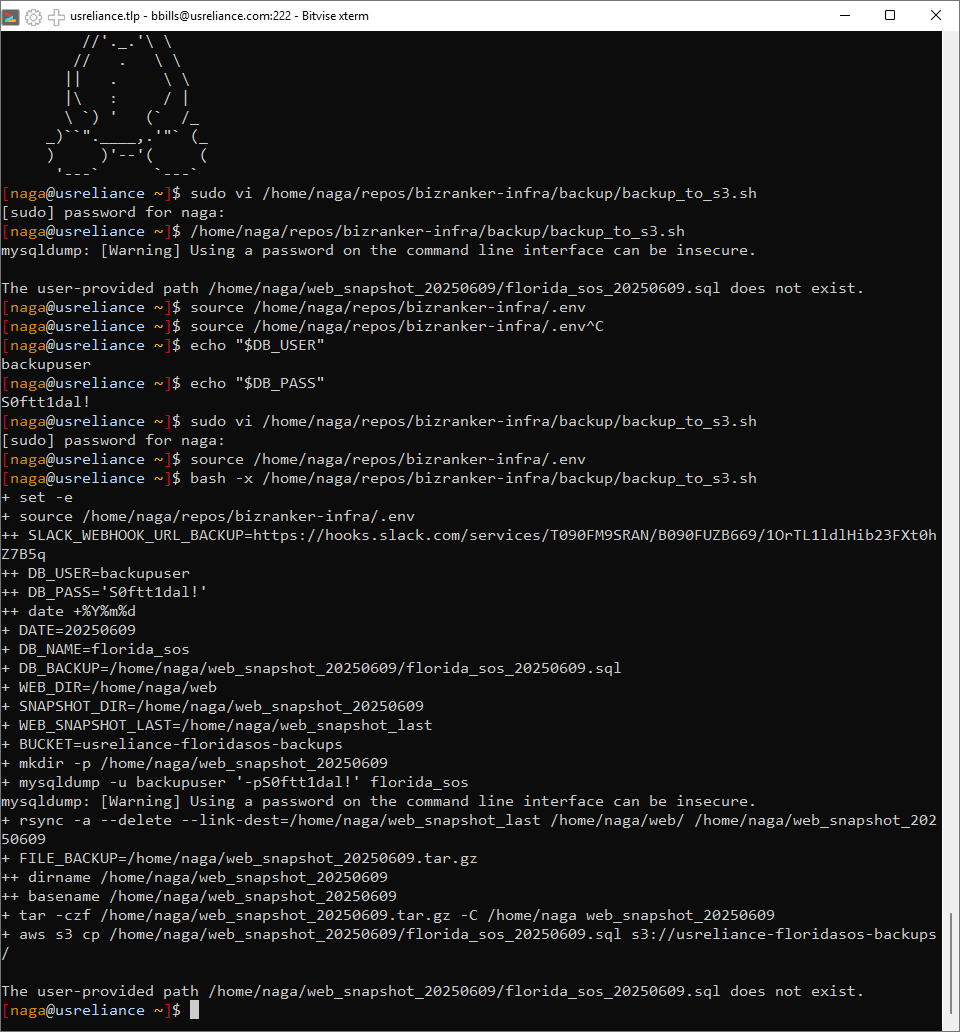 usreliance.tlp - bbills@usreliance.com:222 - Bitvise xterm
//'._.'\ \
//   .   \ \
||   .     \ \
|\   :     / |
\ `) '   (`  /_
_)``".____,.'"` (_
)     )'--'(     (
'---`      `---`
[naga@usreliance ~]$ sudo vi /home/naga/repos/bizranker-infra/backup/backup_to_s3.sh
[sudo] password for naga:
[naga@usreliance ~]$ /home/naga/repos/bizranker-infra/backup/backup_to_s3.sh
mysqldump: [Warning] Using a password on the command line interface can be insecure.
The user-provided path /home/naga/web_snapshot_20250609/florida_sos_20250609.sql does not exist.
[naga@usreliance ~]$ source /home/naga/repos/bizranker-infra/.env
[naga@usreliance ~]$ source /home/naga/repos/bizranker-infra/.env^C
[naga@usreliance ~]$ echo "$DB_USER"
backupuser
[naga@usreliance ~]$ echo "$DB_PASS"
S0ftt1dal!
[naga@usreliance ~]$ sudo vi /home/naga/repos/bizranker-infra/backup/backup_to_s3.sh
[sudo] password for naga:
[naga@usreliance ~]$ source /home/naga/repos/bizranker-infra/.env
[naga@usreliance ~]$ bash -x /home/naga/repos/bizranker-infra/backup/backup_to_s3.sh
+ set -e
+ source /home/naga/repos/bizranker-infra/.env
++ SLACK_WEBHOOK_URL_BACKUP=https://hooks.slack.com/services/T090FM9SRAN/B090FUZB669/1OrTL1ldlHib23FXt0h
Z7B5q
++ DB_USER=backupuser
++ DB_PASS='S0ftt1dal!'
++ date +%Y%m%d
+ DATE=20250609
+ DB_NAME=florida_sos
+ DB_BACKUP=/home/naga/web_snapshot_20250609/florida_sos_20250609.sql
+ WEB_DIR=/home/naga/web
+ SNAPSHOT_DIR=/home/naga/web_snapshot_20250609
+ WEB_SNAPSHOT_LAST=/home/naga/web_snapshot_last
+ BUCKET=usreliance-floridasos-backups
+ mkdir -p /home/naga/web_snapshot_20250609
+ mysqldump -u backupuser '-pS0ftt1dal!' florida_sos
mysqldump: [Warning] Using a password on the command line interface can be insecure.
+ rsync -a --delete --link-dest=/home/naga/web_snapshot_last /home/naga/web/ /home/naga/web_snapshot_202
50609
+ FILE_BACKUP=/home/naga/web_snapshot_20250609.tar.gz
++ dirname /home/naga/web_snapshot_20250609
++ basename /home/naga/web_snapshot_20250609
+ tar -czf /home/naga/web_snapshot_20250609.tar.gz -C /home/naga web_snapshot_20250609
+ aws s3 cp /home/naga/web_snapshot_20250609/florida_sos_20250609.sql s3://usreliance-floridasos-backups
/
The user-provided path /home/naga/web_snapshot_20250609/florida_sos_20250609.sql does not exist.
[naga@usreliance ~]$